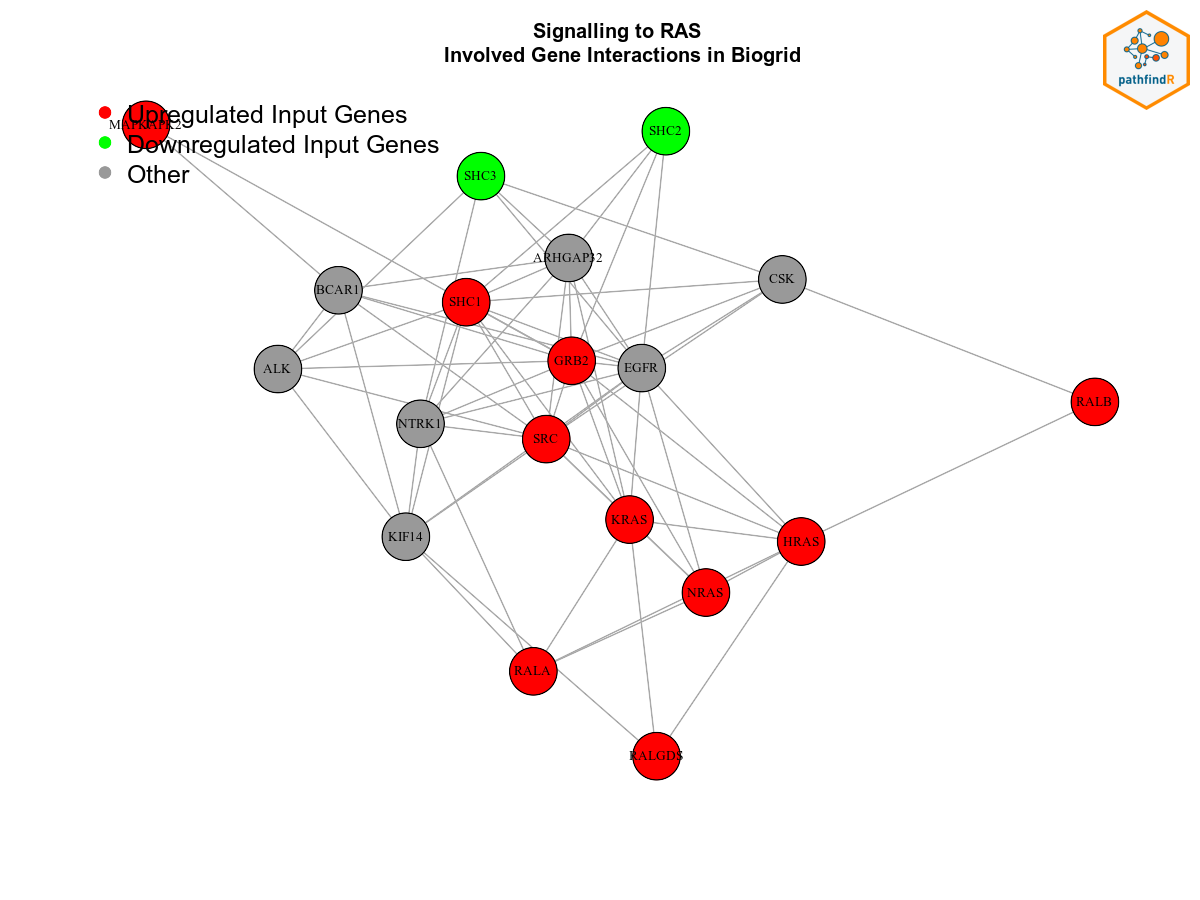 Signalling to RAS
Involved Gene Interactions in Biogrid
pathfindR
Upregulated Input Genes
Downregulated Input Genes
Other
MAPKAPK2
SHC2
SHC3
ARHGAP32
CSK
BCAR1
SHC1
GRB2
EGFR
ALK
RALB
NTRK1
SRC
KRAS
KIF14
HRAS
NRAS
RALA
RALGDS